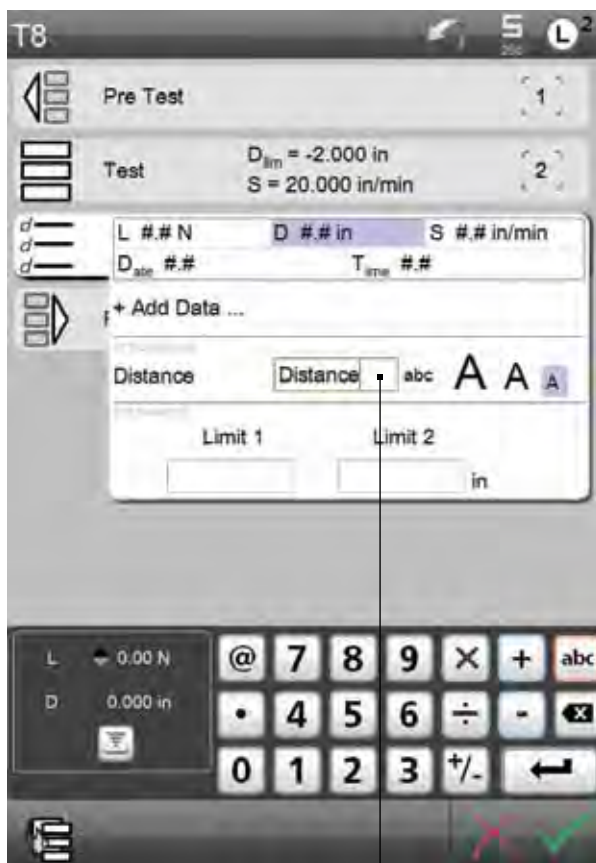 T8 L 2
Pre Test 1
Test D_lim = -2.000 in 2
S = 20.000 in/min
L #.# N D #.# in S #.# in/min
D_ate #.# T_ime #.#
+ Add Data ...
Distance Distance abc A A A
Limit 1 Limit 2
in
L 0.00 N @ 7 8 9 × + abc
D 0.000 in • 4 5 6 ÷ -
0 1 2 3 +/-